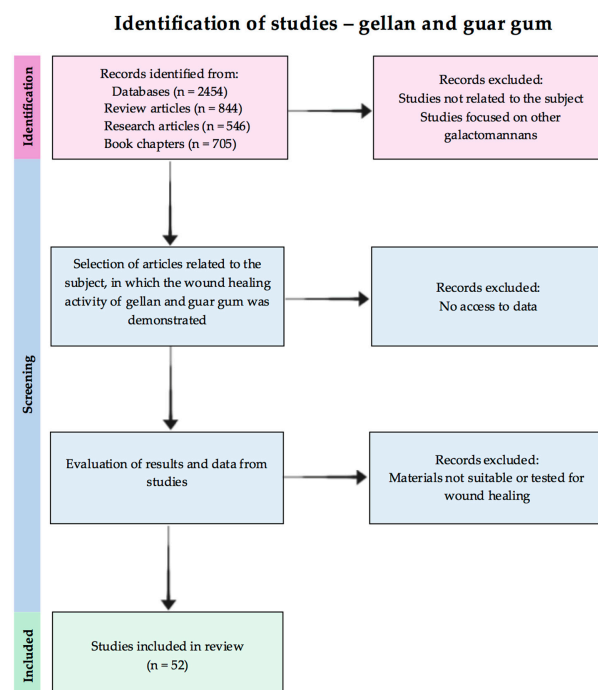 Identification of studies – gellan and guar gum
Identification
Records identified from:
Databases (n = 2454)
Review articles (n = 844)
Research articles (n = 546)
Book chapters (n = 705)
Records excluded:
Studies not related to the subject
Studies focused on other
galactomannans
Screening
Selection of articles related to the
subject, in which the wound healing
activity of gellan and guar gum was
demonstrated
Records excluded:
No access to data
Evaluation of results and data from
studies
Records excluded:
Materials not suitable or tested for
wound healing
Included
Studies included in review
(n = 52)